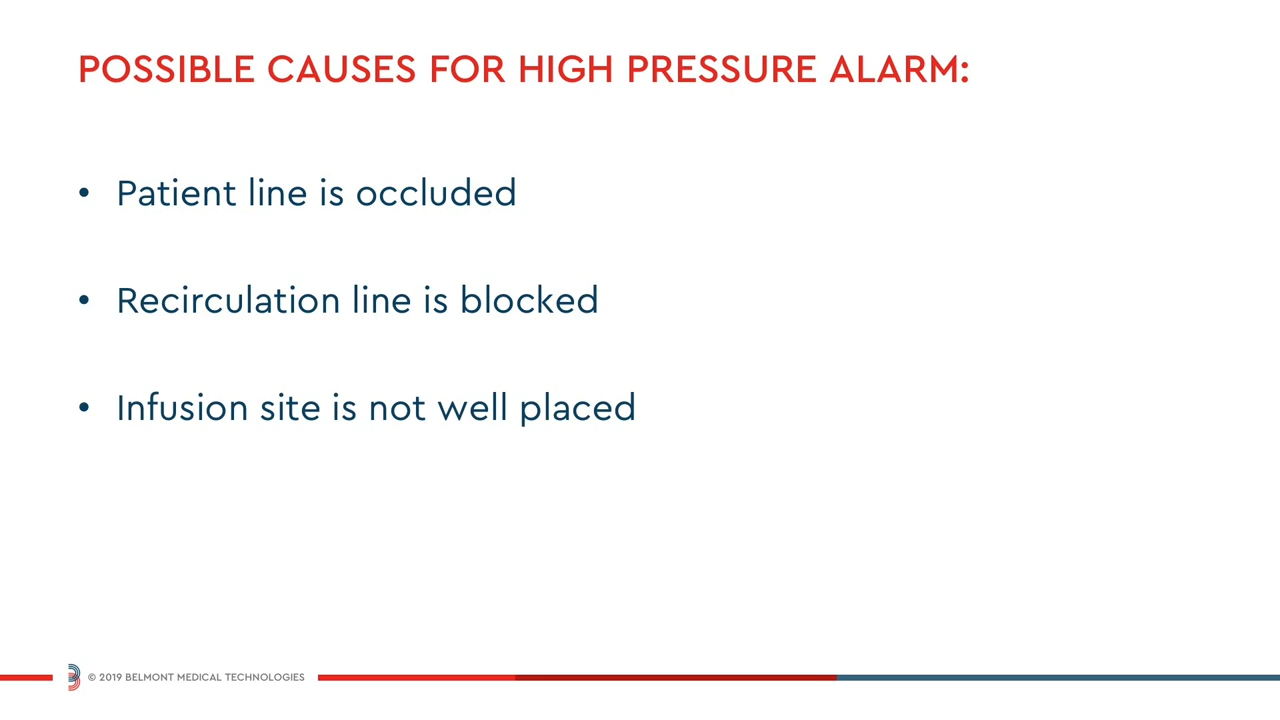 POSSIBLE CAUSES FOR HIGH PRESSURE ALARM:
• Patient line is occluded
• Recirculation line is blocked
• Infusion site is not well placed
© 2019 BELMONT MEDICAL TECHNOLOGIES